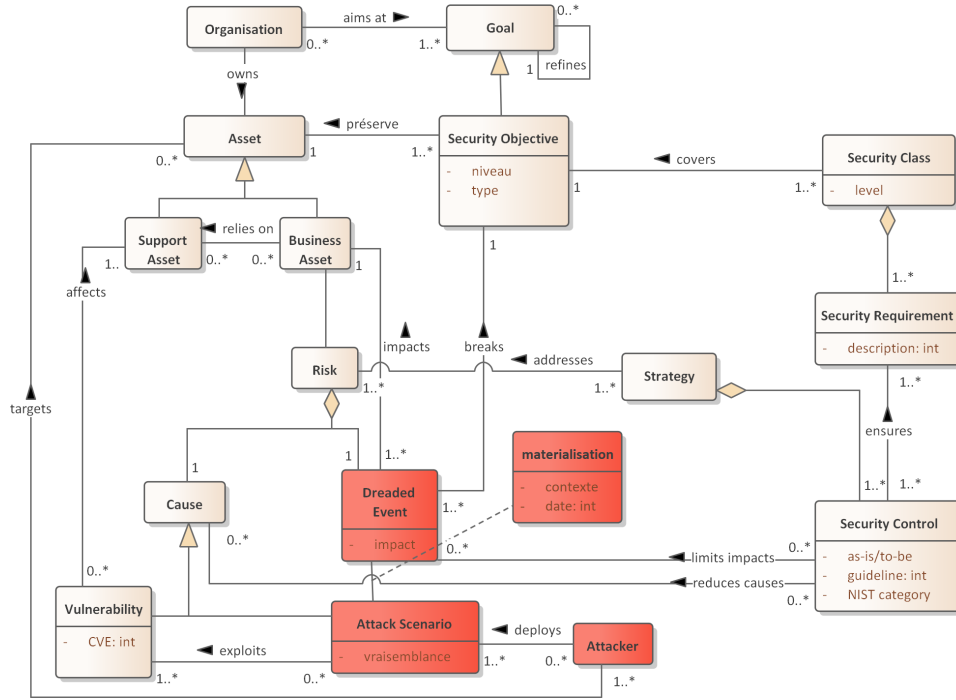 aims at
0..*
Organisation
Goal
0..*
1..*
1
refines
owns
Asset
préserve
Security Objective
0..*
1
1..*
- niveau
- type
covers
Security Class
1
1..*
- level
Support
Asset
relies on
Business
Asset
1..
0..*
0..*
1
1
affects
1..*
Security Requirement
- description: int
impacts
breaks
addresses
Risk
Strategy
1..*
1..*
1..*
targets
ensures
materialisation
- contexte
- date: int
1
1
1..*
1..*
1..*
Cause
Dreaded
Event
- impact
1..*
0..*
0..*
0..*
Security Control
- as-is/to-be
- guideline: int
- NIST category
limits impacts
reduces causes
0..*
0..*
Vulnerability
- CVE: int
Attack Scenario
- vraisemblance
deploys
Attacker
exploits
1..*
0..*
1..*
0..*
1..*